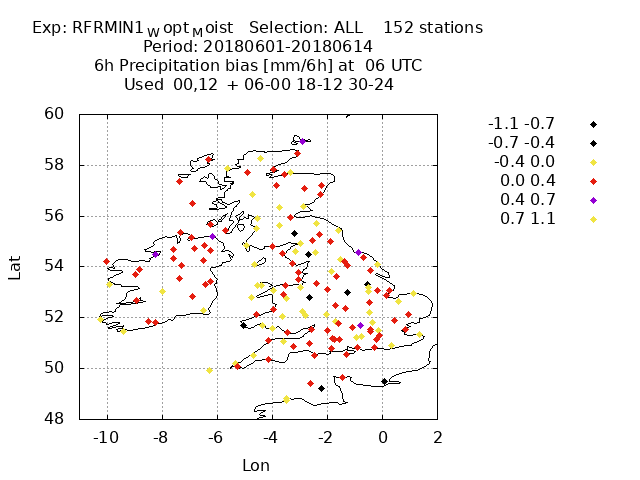 Exp: RFRMIN1WoptMoist Selection: ALL 152 stations
Period: 20180601-20180614
6h Precipitation bias [mm/6h] at 06 UTC
Used 00,12 + 06-00 18-12 30-24
-1.1 -0.7
-0.7 -0.4
-0.4 0.0
0.0 0.4
0.4 0.7
0.7 1.1
60
58
56
54
52
50
48
Lat
-10 -8 -6 -4 -2 0 2
Lon